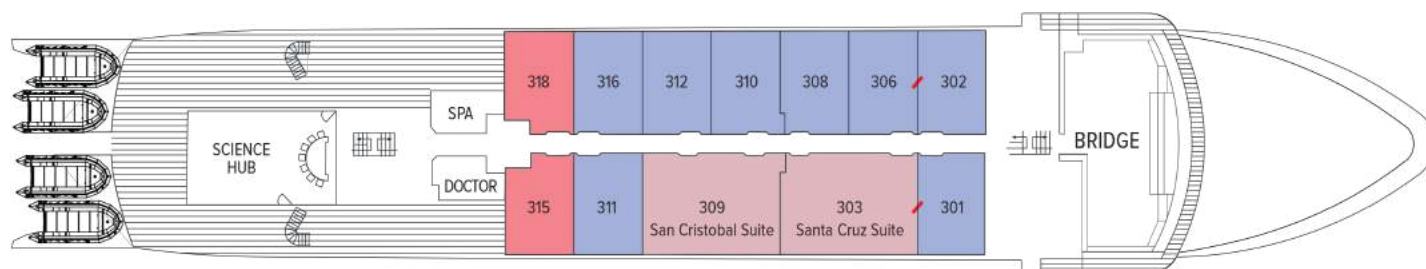 318
316
312
310
308
306
302
SPA
SCIENCE
HUB
BRIDGE
DOCTOR
315
311
309
San Cristobal Suite
303
Santa Cruz Suite
301